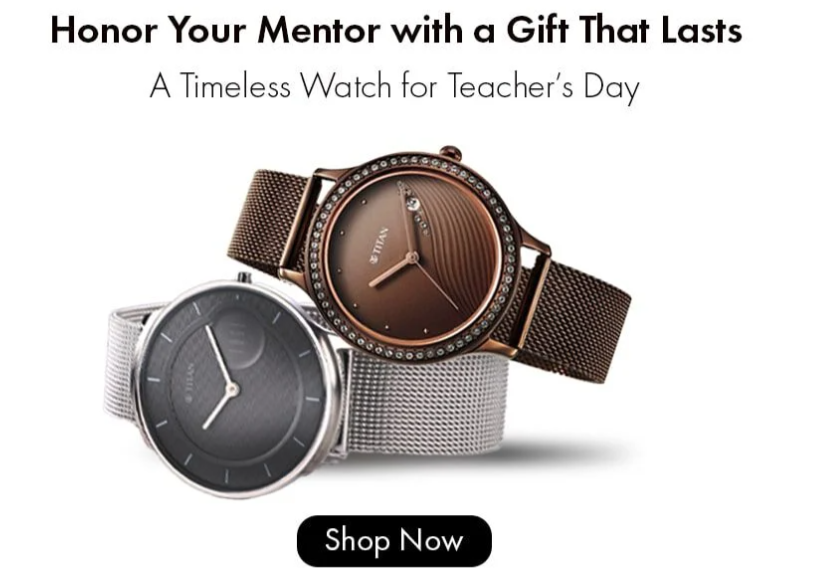 Honor Your Mentor with a Gift That Lasts
A Timeless Watch for Teacher's Day
TITAN
TITAN
Shop Now